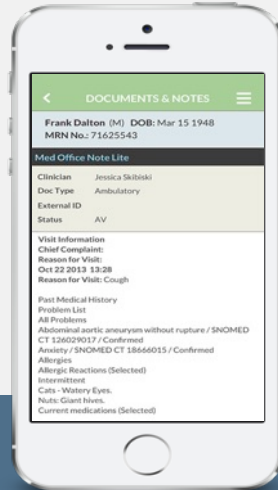 DOCUMENTS & NOTES
Frank Dalton (M) DOB: Mar 15 1948
MRN No.: 71625543
Med Office Note Lite
Clinician Jessica Skibiski
Doc Type Ambulatory
External ID
Status AV
Visit Information
Chief Complaint:
Reason for Visit:
Oct 22 2013 13:28
Reason for Visit: Cough
Past Medical History
Problem List
All Problems
Abdominal aortic aneurysm without rupture / SNOMED
CT 126029017 / Confirmed
Anxiety / SNOMED CT 18666015 / Confirmed
Allergies
Allergic Reactions (Selected)
Intermittent
Cats - Watery Eyes.
Nuts: Giant hives.
Current medications (Selected)